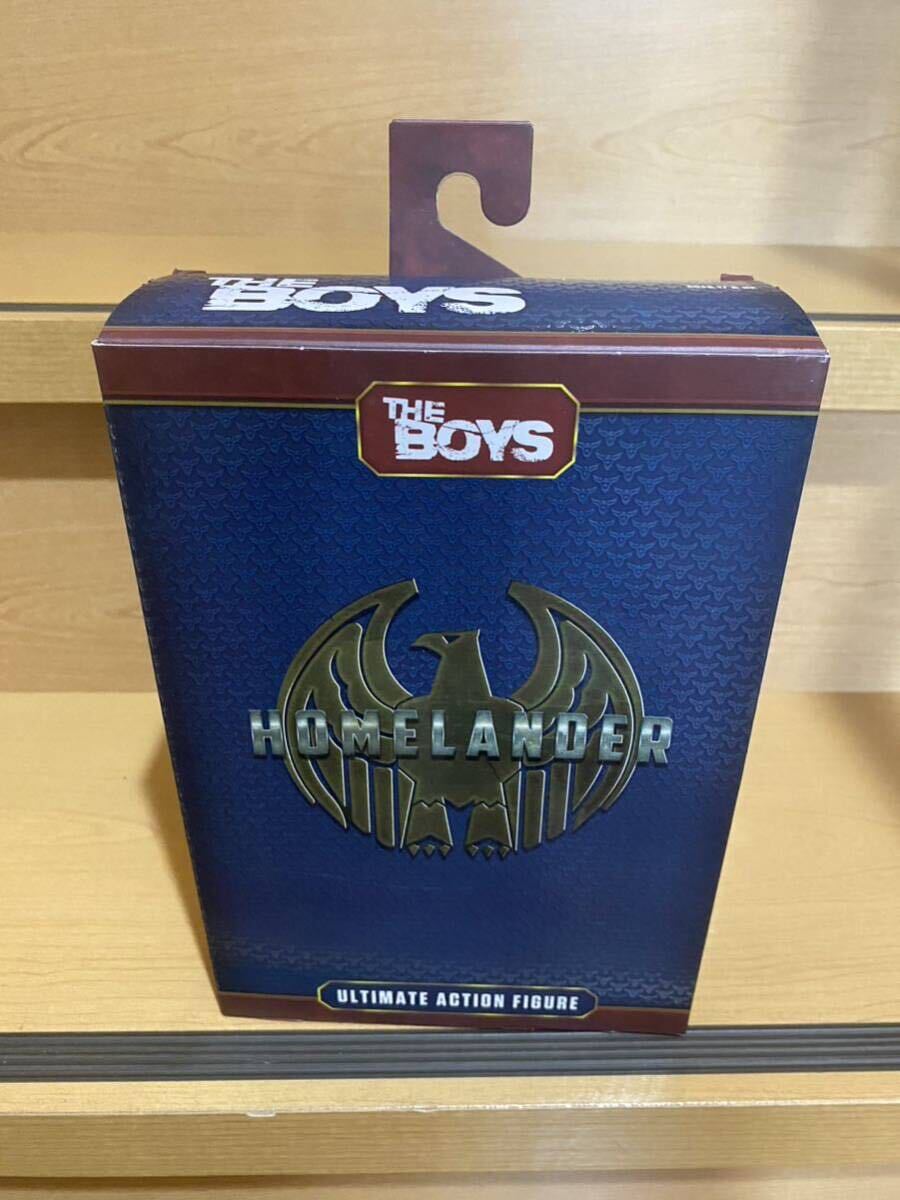 THE
BOYS
THE
BOYS
HOMELANDER
ULTIMATE ACTION FIGURE